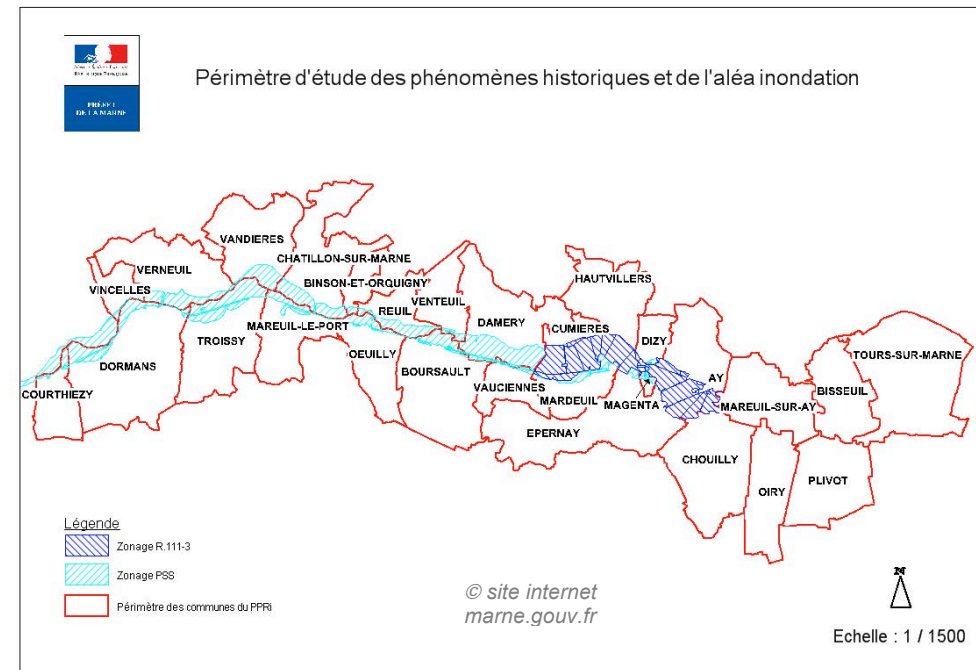 PRÉFET
DE LA MARNE
Périmètre d'étude des phénomènes historiques et de l'aléa inondation
VANDIERES
CHATILLON-SUR-MARNE
VERNEUIL
BINSON-ET-ORQUIGNY
HAUTVILLERS
VINCELLES
VENTEUIL
REUIL
DAMERY
CUMIERES
MAREUIL-LE-PORT
TROISSY
DIZY
OEUILLY
TOURS-SUR-MARNE
DORMANS
BOURSAULT
AY
VAUCIENNES
BISSEUIL
COURTHIEZY
MARDEUIL
MAGENTA
MAREUIL-SUR-AY
EPERNAY
CHOUILLY
PLIVOT
OIRY
Légende
Zonage R.111-3
Zonage PSS
Périmètre des communes du PPRi
© site internet
marne.gouv.fr
N
Echelle : 1 / 1500